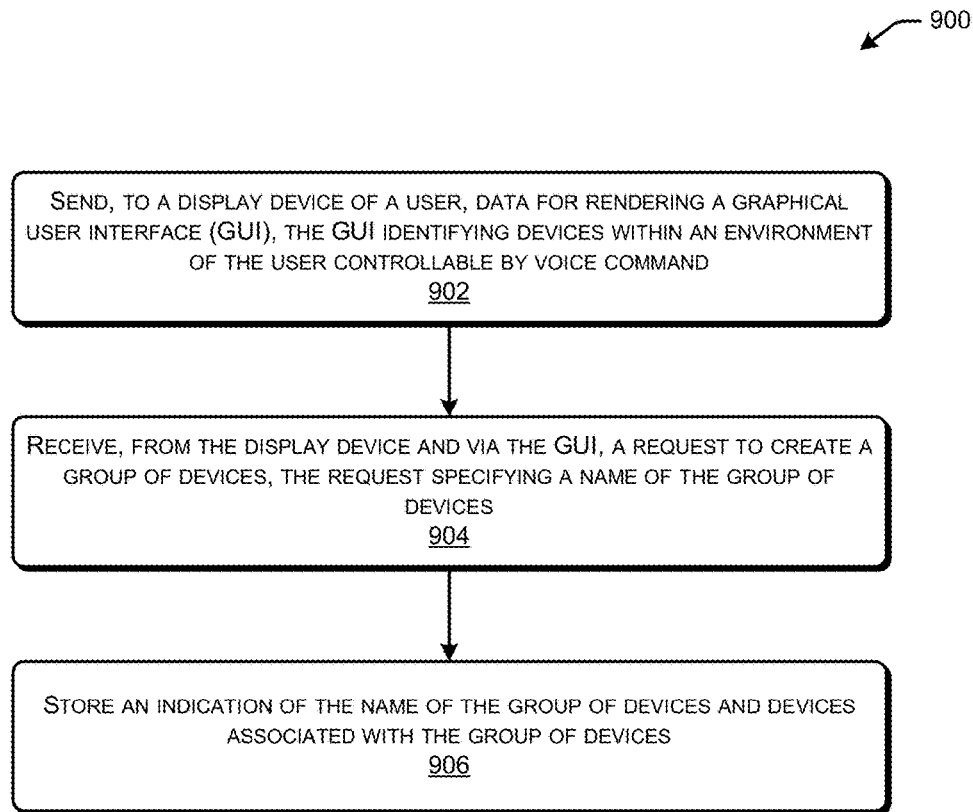 900
SEND, TO A DISPLAY DEVICE OF A USER, DATA FOR RENDERING A GRAPHICAL
USER INTERFACE (GUI), THE GUI IDENTIFYING DEVICES WITHIN AN ENVIRONMENT
OF THE USER CONTROLLABLE BY VOICE COMMAND
902
RECEIVE, FROM THE DISPLAY DEVICE AND VIA THE GUI, A REQUEST TO CREATE A
GROUP OF DEVICES, THE REQUEST SPECIFYING A NAME OF THE GROUP OF
DEVICES
904
STORE AN INDICATION OF THE NAME OF THE GROUP OF DEVICES AND DEVICES
ASSOCIATED WITH THE GROUP OF DEVICES
906